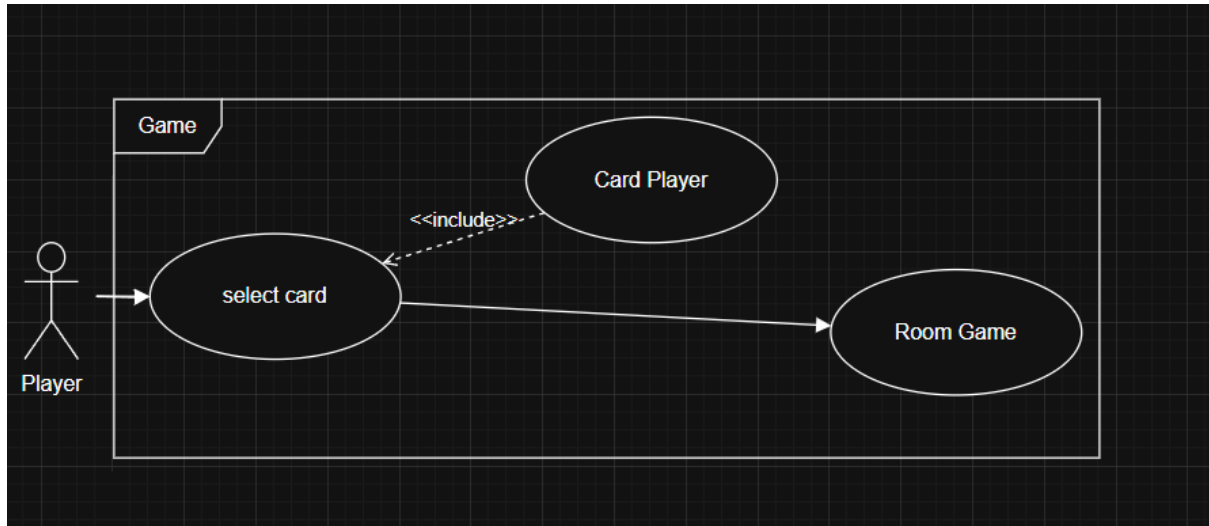 Game
Card Player
<<include>>
select card
Room Game
Player